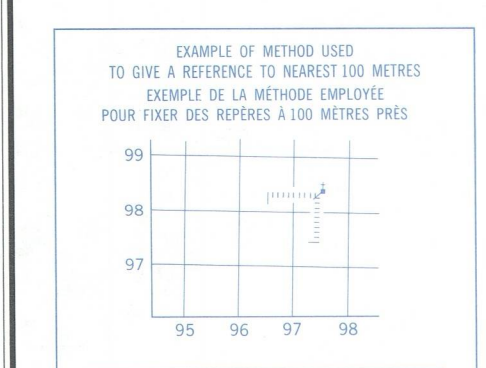 EXAMPLE OF METHOD USED
TO GIVE A REFERENCE TO NEAREST 100 METRES
EXEMPLE DE LA MÉTHODE EMPLOYÉE
POUR FIXER DES REPÈRES À 100 MÈTRES PRÈS
99
98
97
95 96 97 98